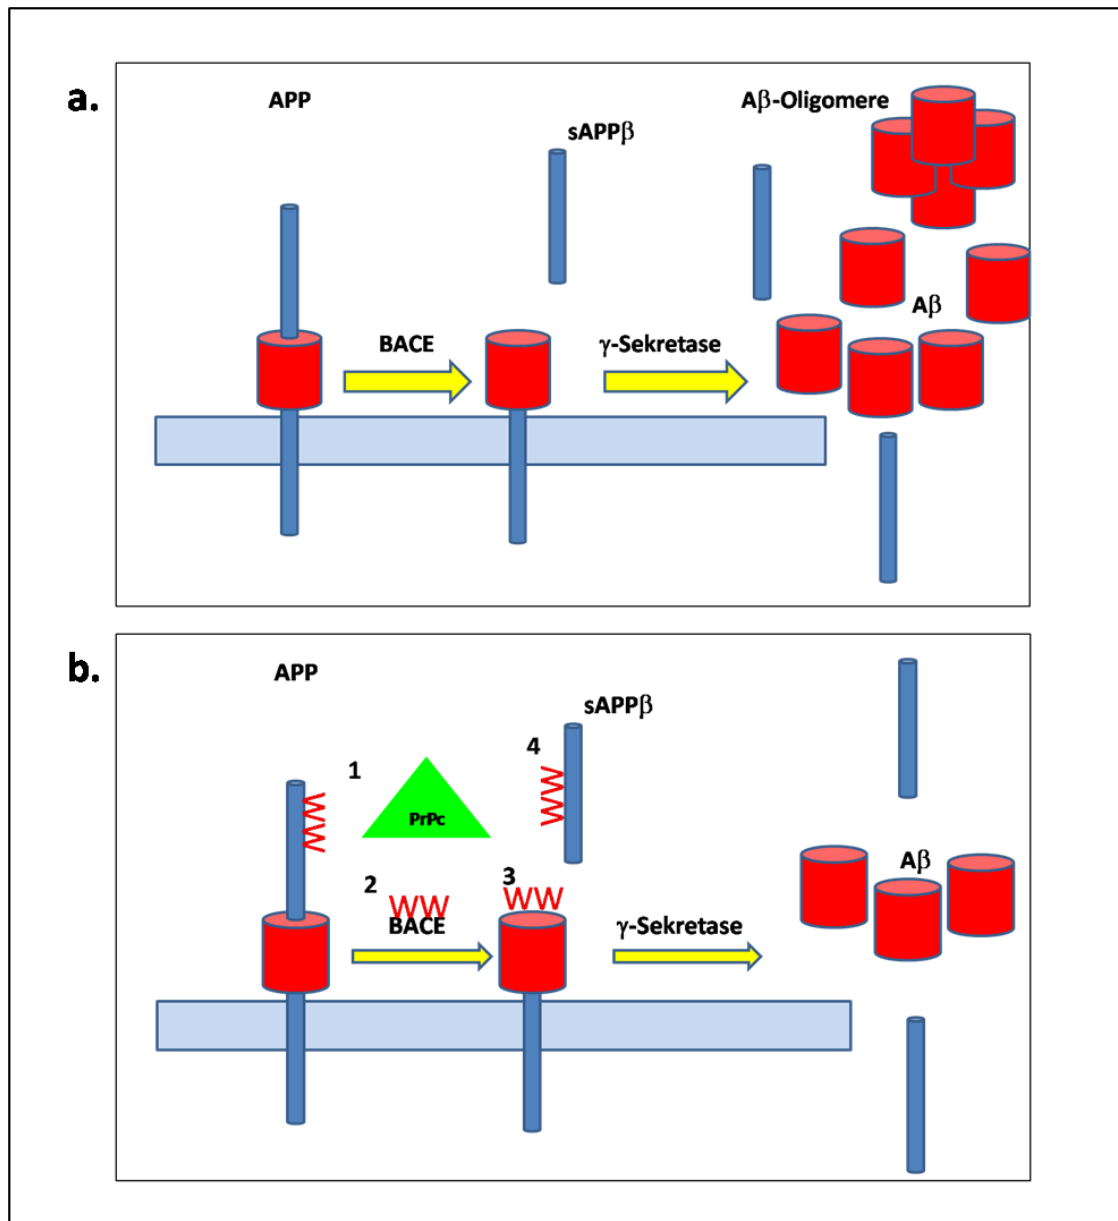 a.
APP
sAPPβ
Aβ-Oligomere
Aβ
BACE
γ-Sekretase
b.
APP
sAPPβ
1
4
PrPc
2
3
BACE
γ-Sekretase
Aβ